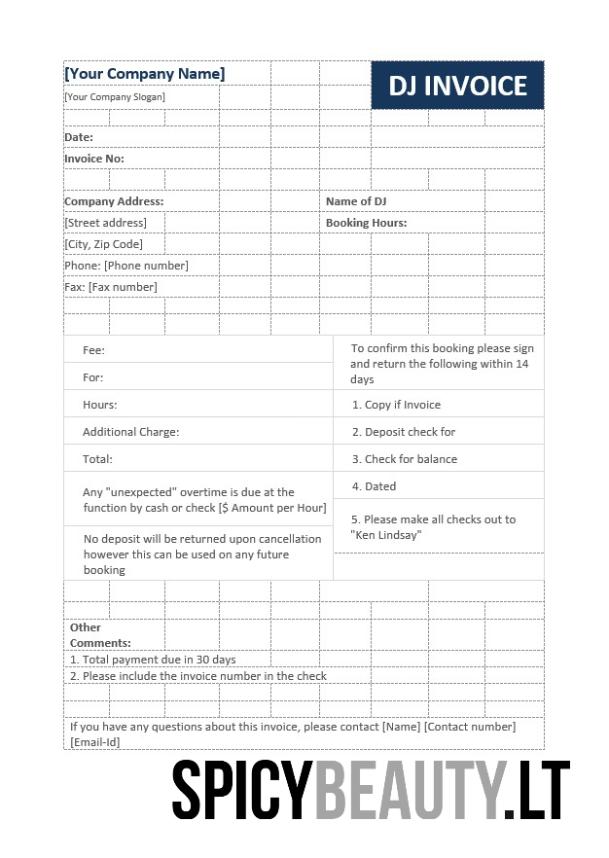 [Your Company Name]
DJ INVOICE
[Your Company Slogan]
Date:
Invoice No:
Company Address:
Name of DJ
[Street address]
Booking Hours:
[City, Zip Code]
Phone: [Phone number]
Fax: [Fax number]
Fee:
For:
Hours:
Additional Charge:
Total:
Any "unexpected" overtime is due at the
function by cash or check [$ Amount per Hour]
No deposit will be returned upon cancellation
however this can be used on any future
booking
To confirm this booking please sign
and return the following within 14
days
1. Copy if Invoice
2. Deposit check for
3. Check for balance
4. Dated
5. Please make all checks out to
"Ken Lindsay"
Other
Comments:
1. Total payment due in 30 days
2. Please include the invoice number in the check
If you have any questions about this invoice, please contact [Name] [Contact number]
[Email-Id]
SPICYBEAUTY.LT